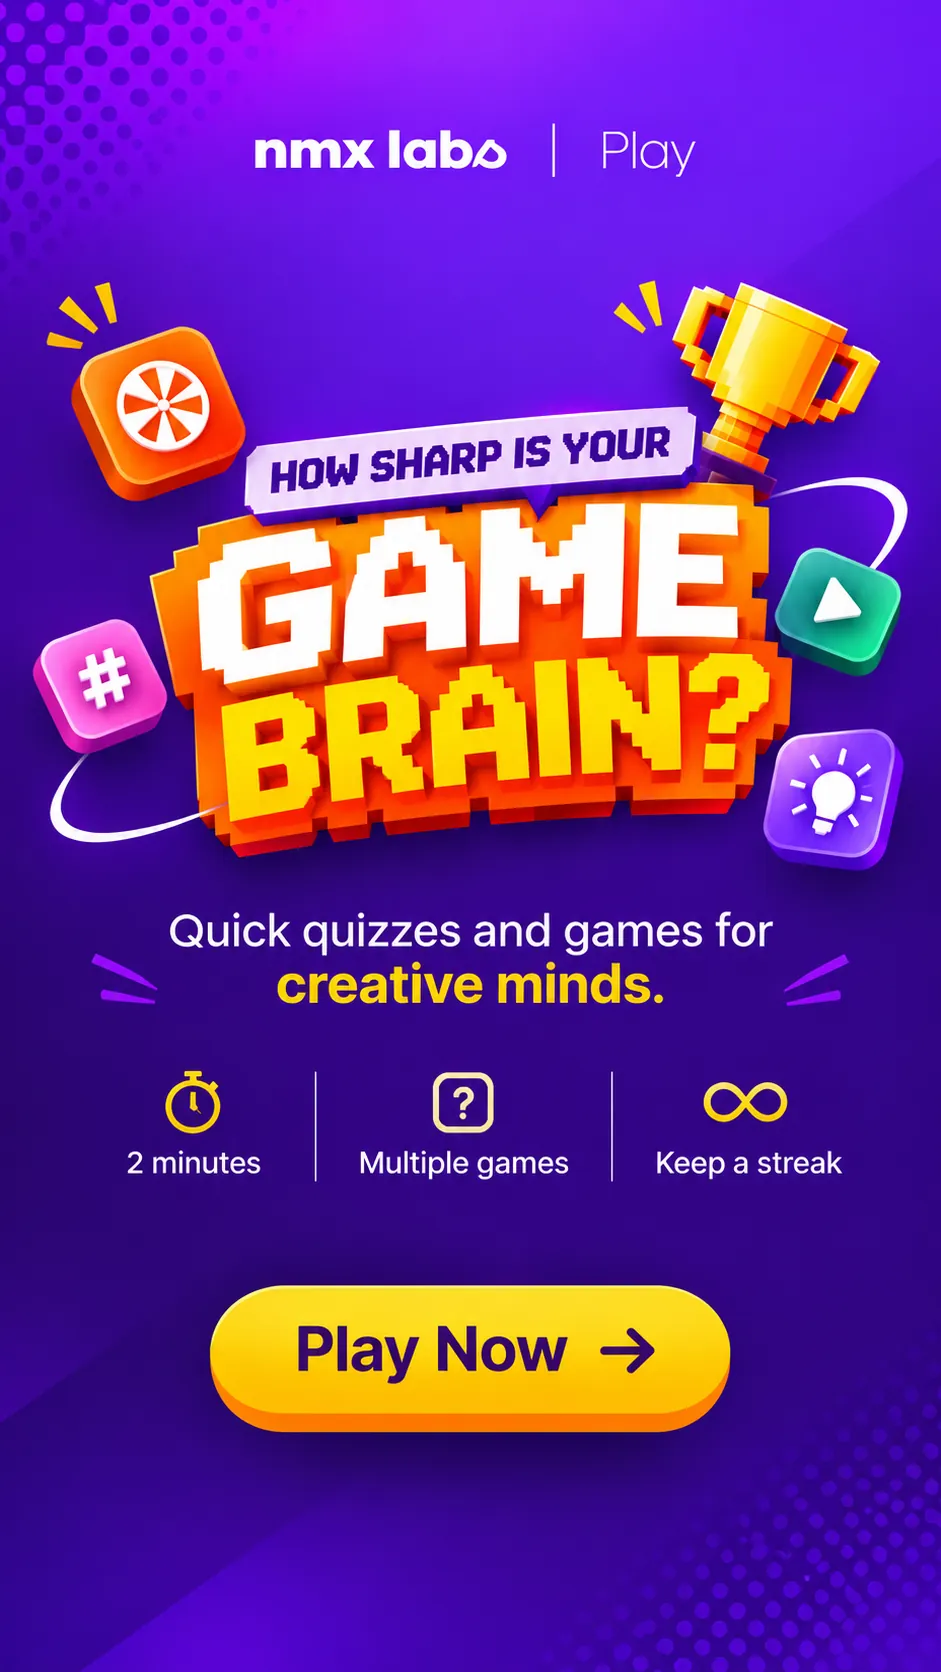 nmx labs | Play
HOW SHARP IS YOUR
GAME
BRAIN?
#
Quick quizzes and games for
creative minds.
?
2 minutes
Multiple games
Keep a streak
Play Now →